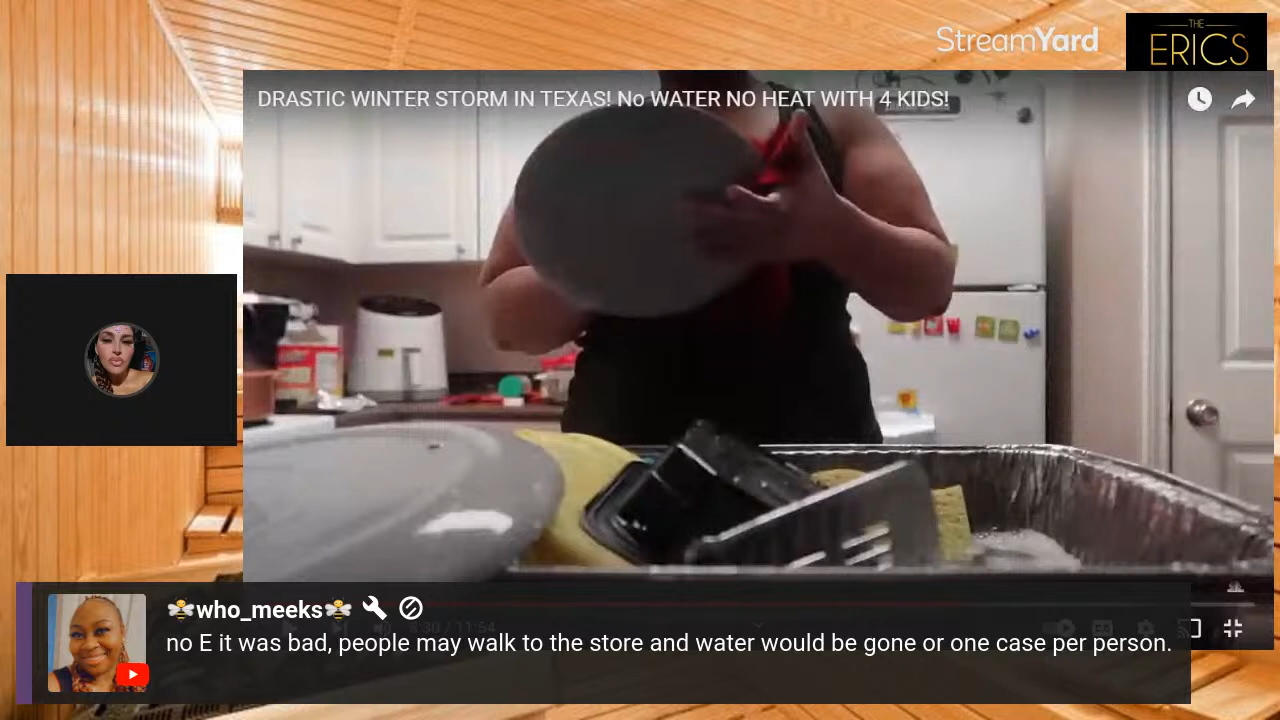 StreamYard
THE
ERICS
DRASTIC WINTER STORM IN TEXAS! No WATER NO HEAT WITH 4 KIDS!
🐝who_meeks🐝
no E it was bad, people may walk to the store and water would be gone or one case per person.